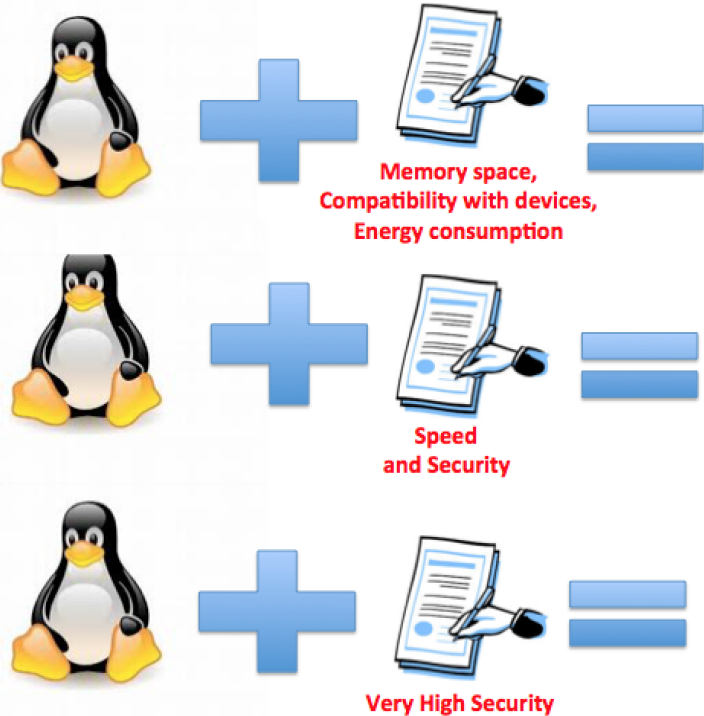 Memory space,
Compatibility with devices,
Energy consumption
Speed
and Security
Very High Security